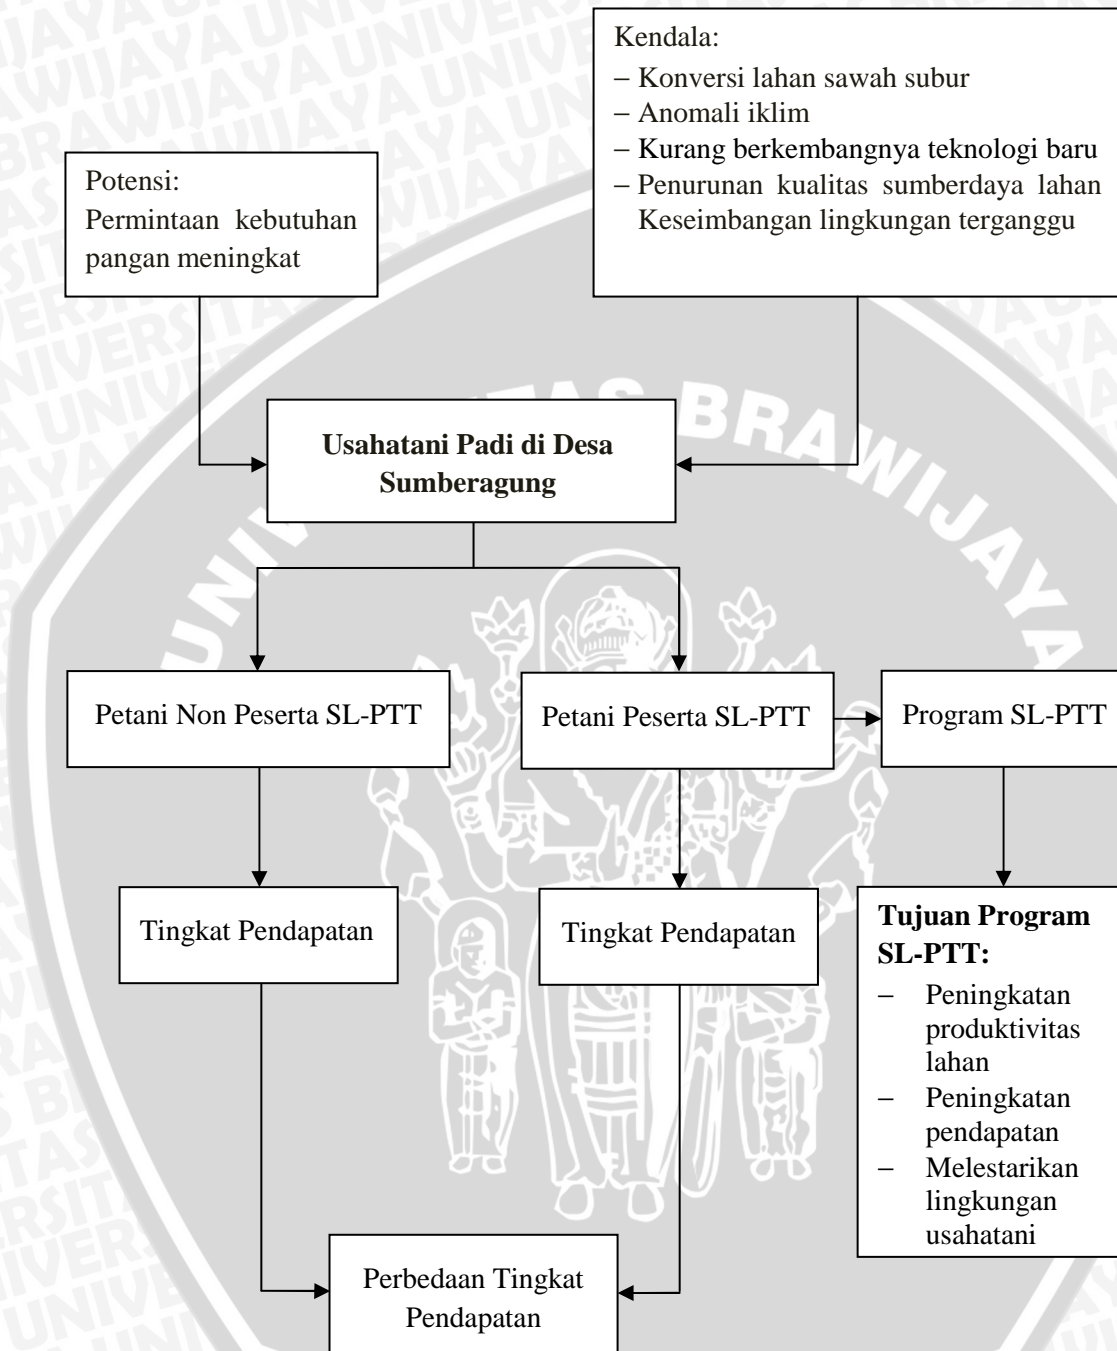 Kendala:
– Konversi lahan sawah subur
– Anomali iklim
– Kurang berkembangnya teknologi baru
– Penurunan kualitas sumberdaya lahan
Keseimbangan lingkungan terganggu
Potensi:
Permintaan kebutuhan
pangan meningkat
Usahatani Padi di Desa
Sumberagung
Petani Non Peserta SL-PTT
Petani Peserta SL-PTT
Program SL-PTT
Tingkat Pendapatan
Tingkat Pendapatan
Tujuan Program
SL-PTT:
– Peningkatan
produktivitas
lahan
– Peningkatan
pendapatan
– Melestarikan
lingkungan
usahatani
Perbedaan Tingkat
Pendapatan
BRAWIJAYA